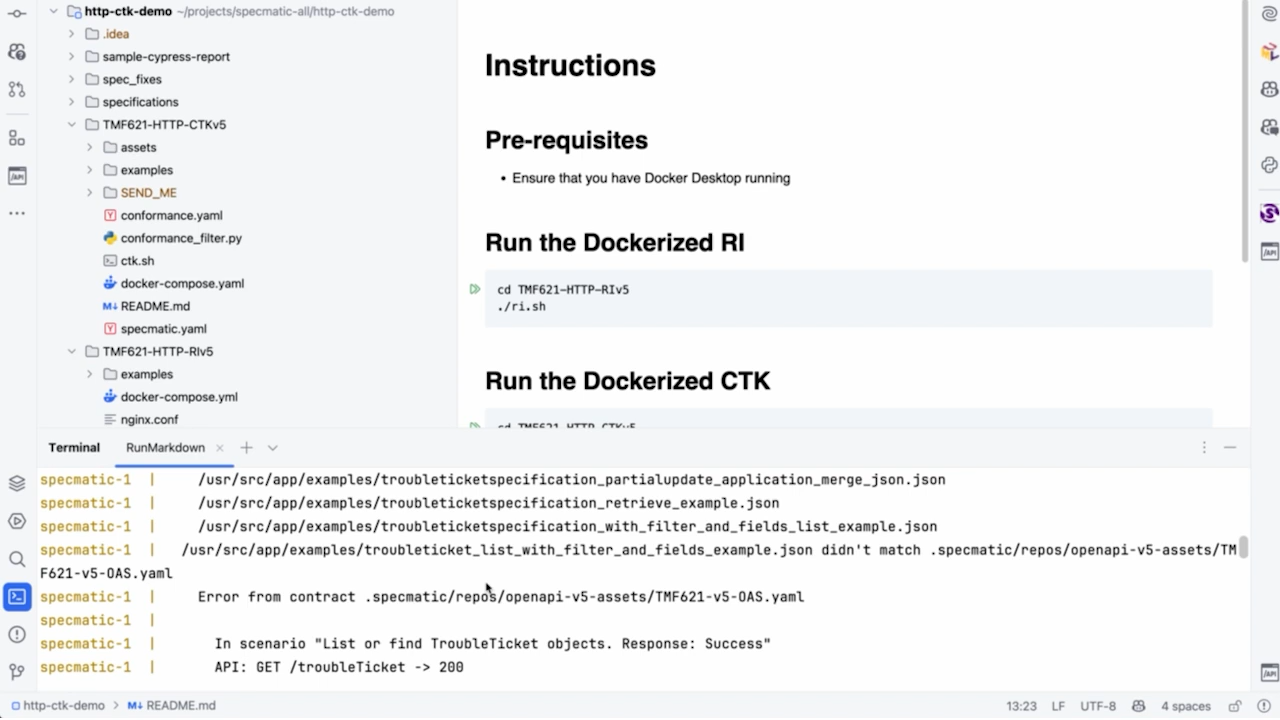 http-ctk-demo ~/projects/specmatic-all/http-ctk-demo
.idea
sample-cypress-report
spec_fixes
specifications
TMF621-HTTP-CTKv5
assets
examples
SEND_ME
conformance.yaml
conformance_filter.py
ctk.sh
docker-compose.yaml
README.md
specmatic.yaml
TMF621-HTTP-RIv5
examples
docker-compose.yml
nginx.conf
Instructions
Pre-requisites
• Ensure that you have Docker Desktop running
Run the Dockerized RI
cd TMF621-HTTP-RIv5
./ri.sh
Run the Dockerized CTK
cd TMF621-HTTP-CTKv5
Terminal RunMarkdown
specmatic-1 | /usr/src/app/examples/troubleticketspecification_partialupdate_application_merge_json.json
specmatic-1 | /usr/src/app/examples/troubleticketspecification_retrieve_example.json
specmatic-1 | /usr/src/app/examples/troubleticketspecification_with_filter_and_fields_list_example.json
specmatic-1 | /usr/src/app/examples/troubleticket_list_with_filter_and_fields_example.json didn't match .specmatic/repos/openapi-v5-assets/TM
F621-v5-OAS.yaml
specmatic-1 | Error from contract .specmatic/repos/openapi-v5-assets/TMF621-v5-OAS.yaml
specmatic-1 |
specmatic-1 | In scenario "List or find TroubleTicket objects. Response: Success"
specmatic-1 | API: GET /troubleTicket -> 200
http-ctk-demo > README.md
13:23 LF UTF-8 4 spaces